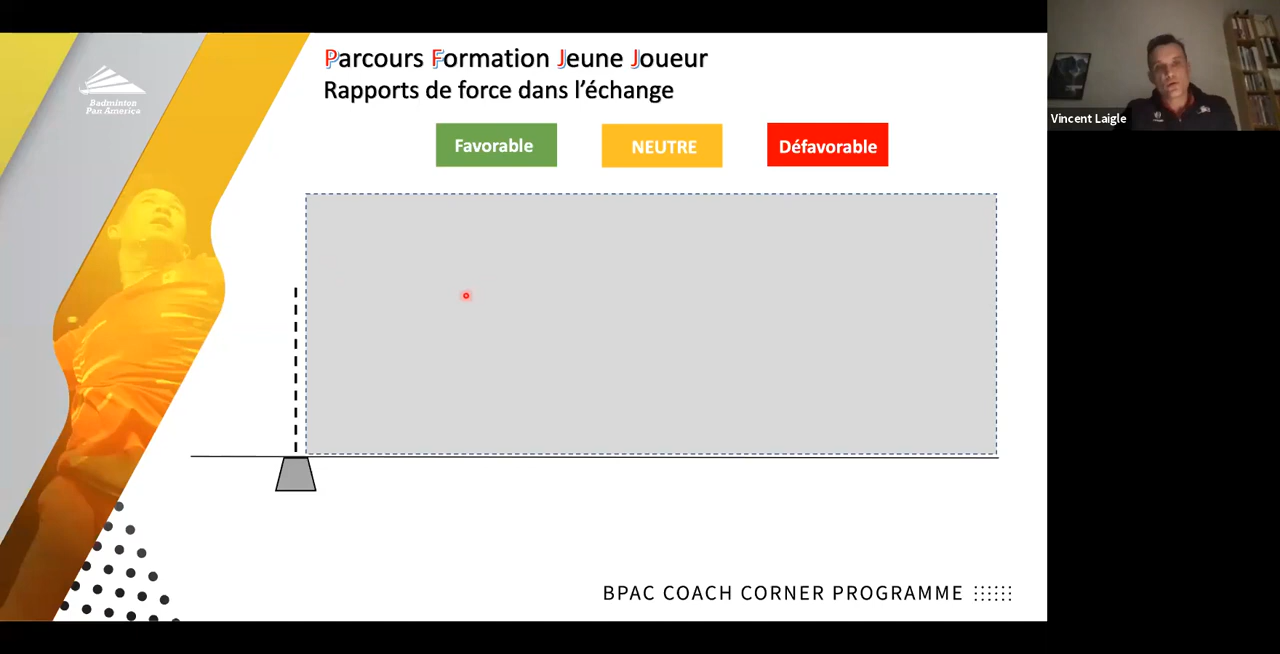 Parcours Formation Jeune Joueur
Rapports de force dans l'échange
Badminton
Pan America
Favorable
NEUTRE
Défavorable
Vincent Laigle
BPAC COACH CORNER PROGRAMME